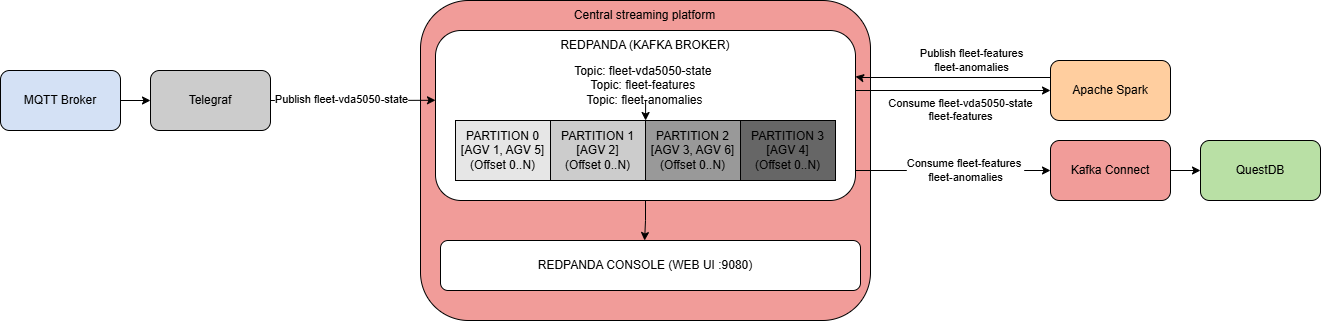 Central streaming platform
REDPANDA (KAFKA BROKER)
Topic: fleet-vda5050-state
Topic: fleet-features
Topic: fleet-anomalies
MQTT Broker
Telegraf
Publish fleet-vda5050-state
PARTITION 0
[AGV 1, AGV 5]
(Offset 0..N)
PARTITION 1
[AGV 2]
(Offset 0..N)
PARTITION 2
[AGV 3, AGV 6]
(Offset 0..N)
PARTITION 3
[AGV 4]
(Offset 0..N)
Publish fleet-features
fleet-anomalies
Consume fleet-vda5050-state
fleet-features
Apache Spark
Consume fleet-features
fleet-anomalies
Kafka Connect
QuestDB
REDPANDA CONSOLE (WEB UI :9080)